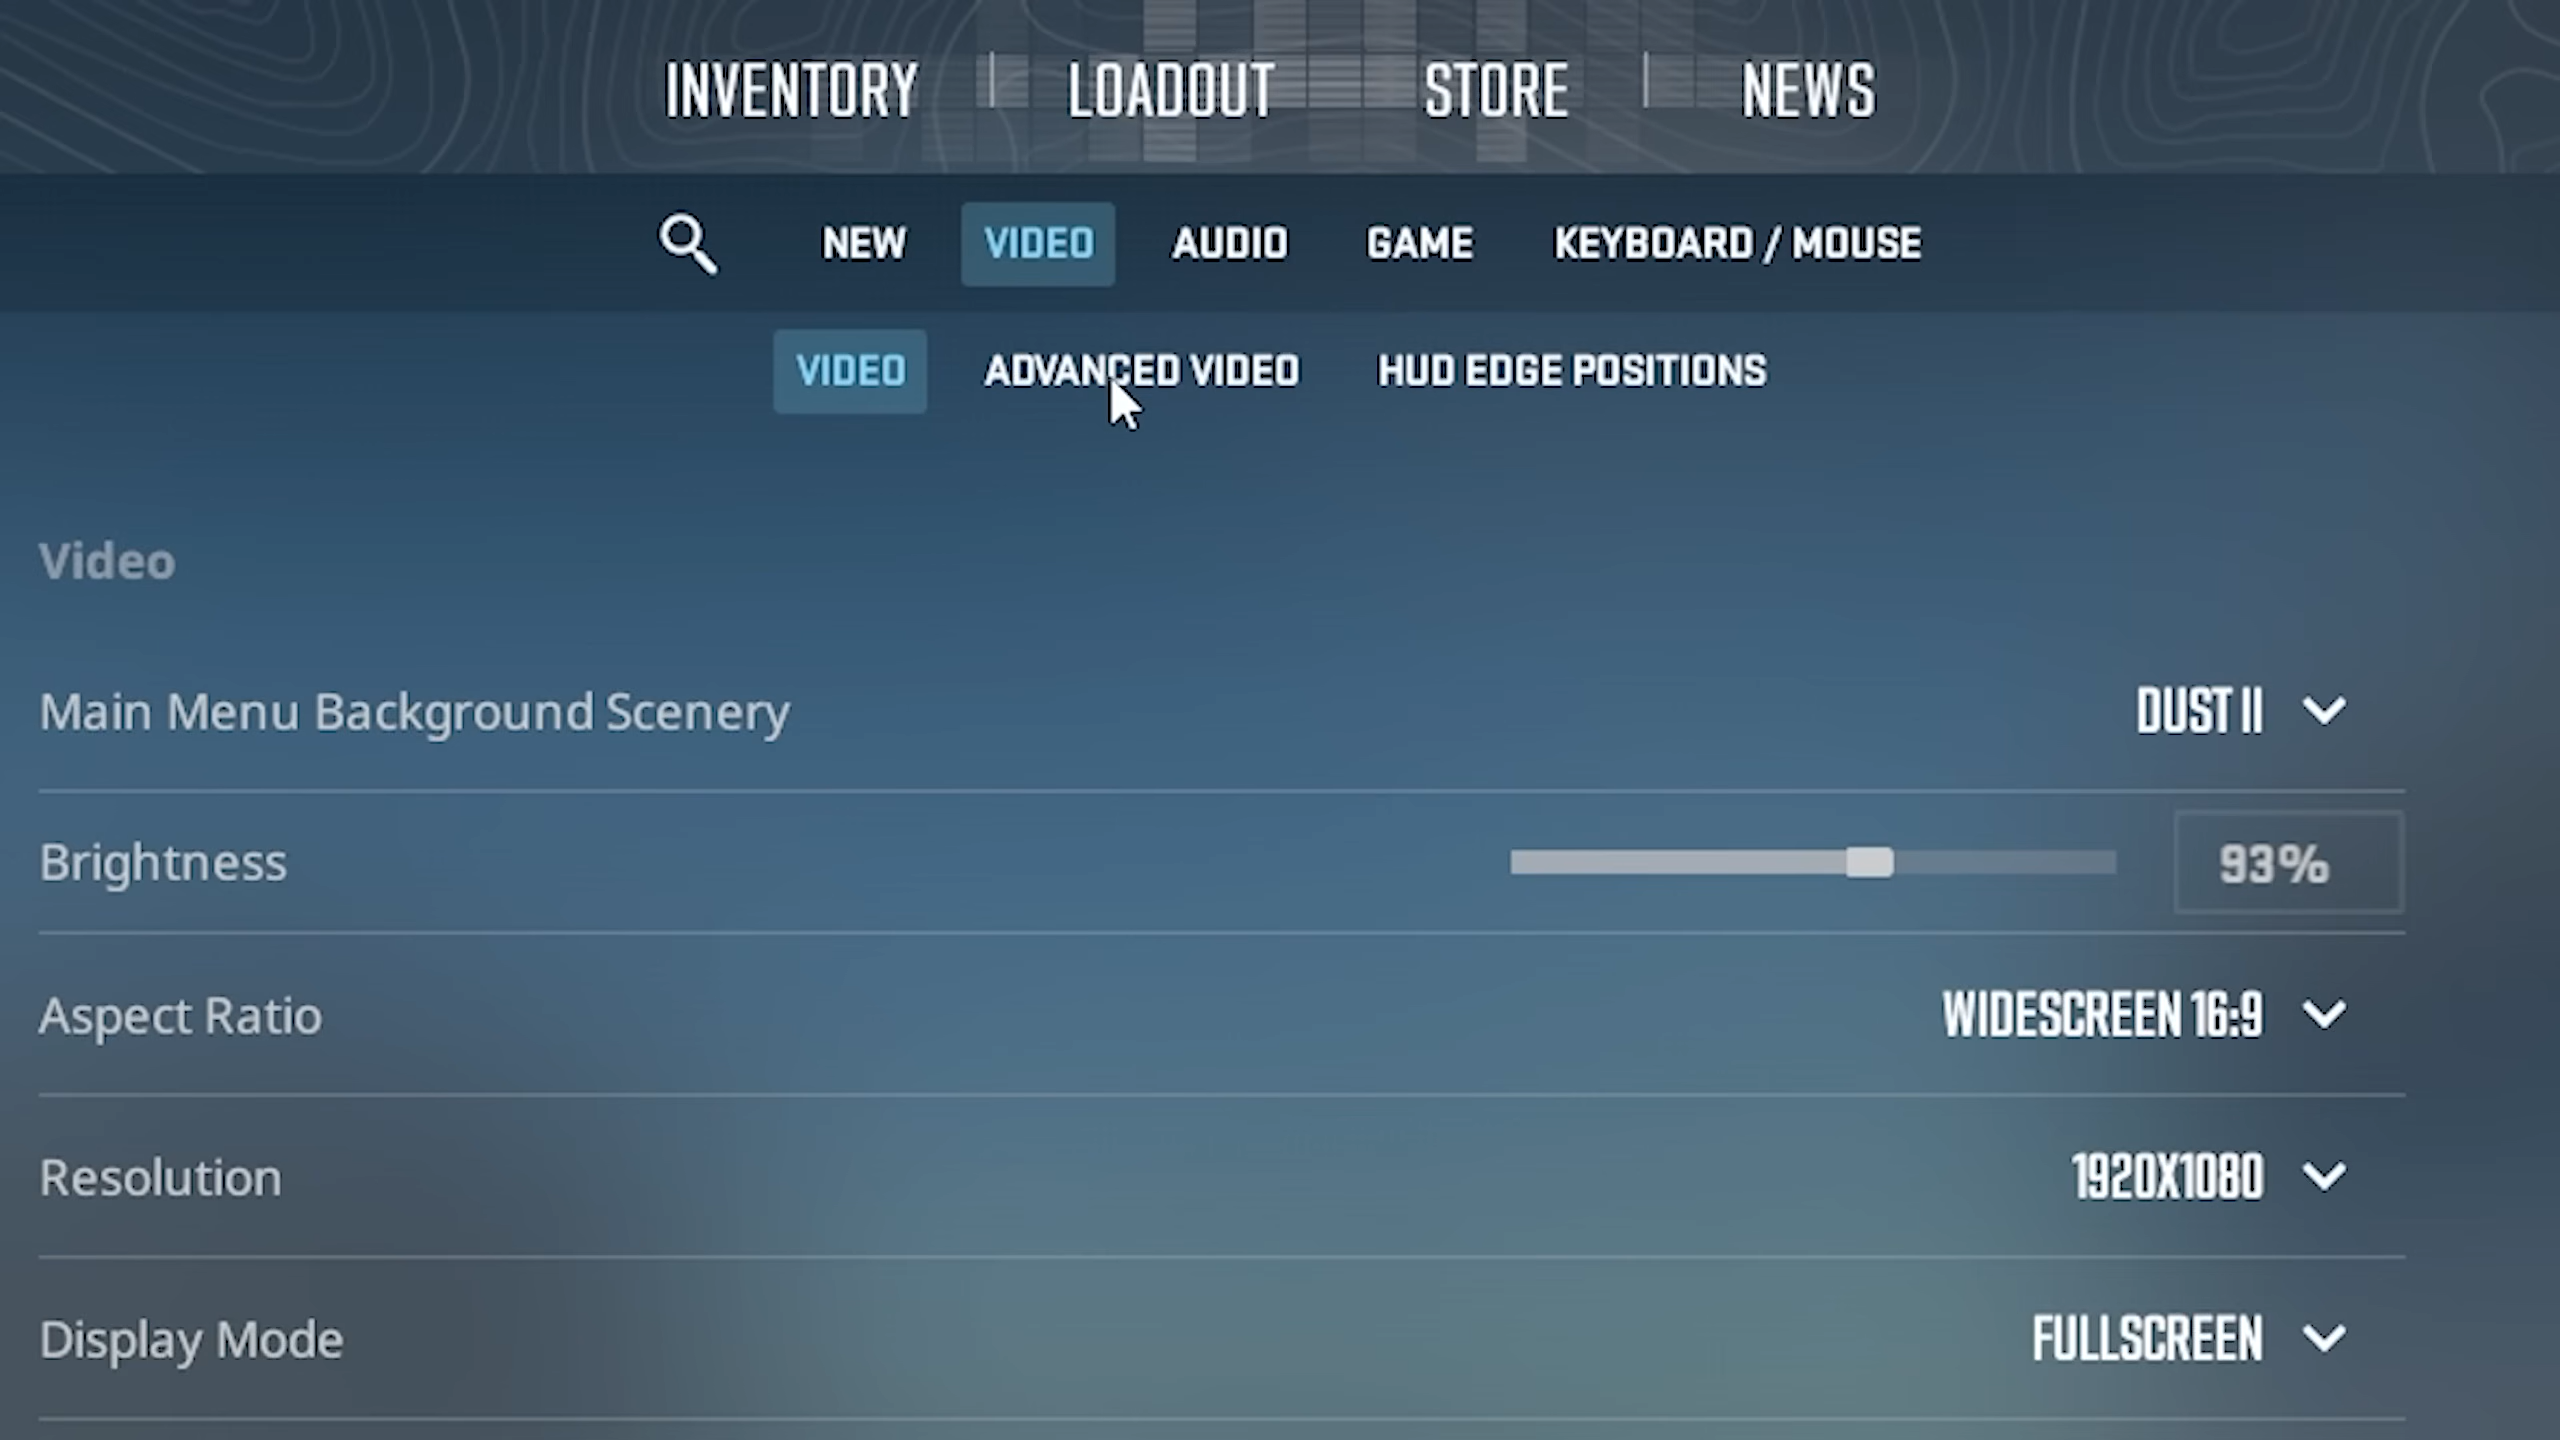 INVENTORY LOADOUT STORE NEWS
NEW VIDEO AUDIO GAME KEYBOARD / MOUSE
VIDEO ADVANCED VIDEO HUD EDGE POSITIONS
Video
Main Menu Background Scenery DUST II
Brightness 93%
Aspect Ratio WIDESCREEN 16:9
Resolution 1920X1080
Display Mode FULLSCREEN